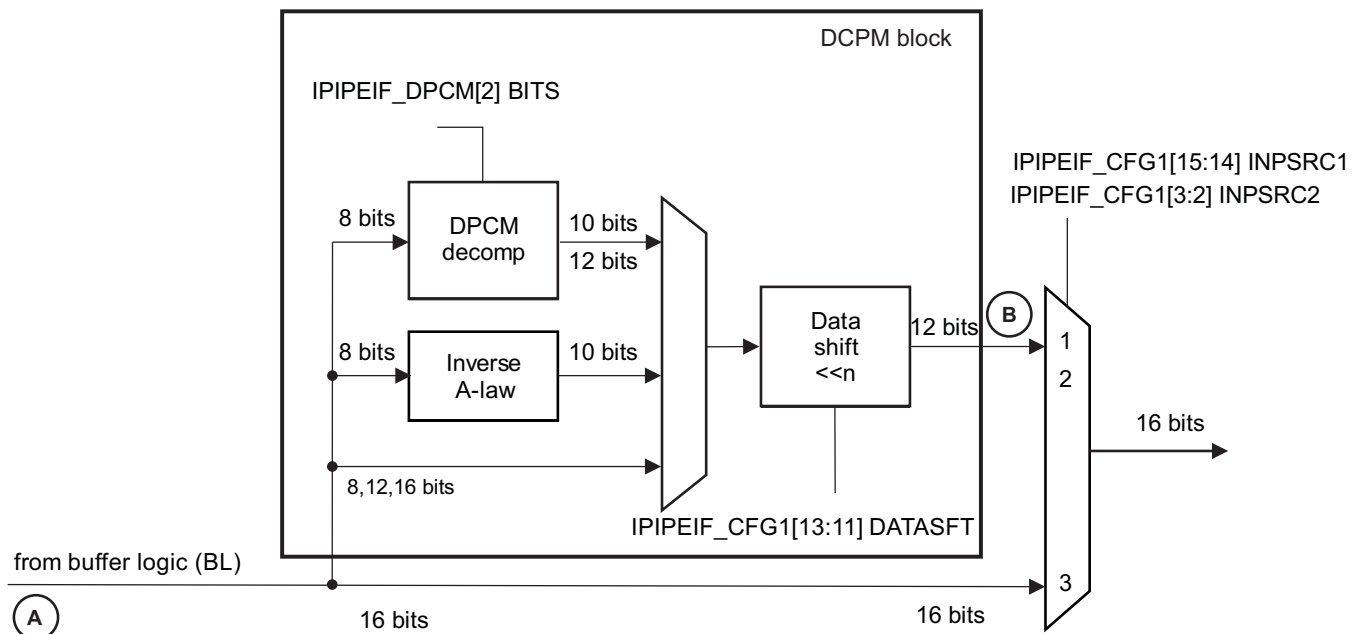 DCPM block
IPIPEIF_DPCM[2] BITS
IPIPEIF_CFG1[15:14] INPSRC1
IPIPEIF_CFG1[3:2] INPSRC2
8 bits
DPCM
decomp
10 bits
12 bits
8 bits
Inverse
A-law
10 bits
8,12,16 bits
Data
shift
<<n
12 bits
B
1
2
16 bits
IPIPEIF_CFG1[13:11] DATASFT
from buffer logic (BL)
A
16 bits
16 bits
3